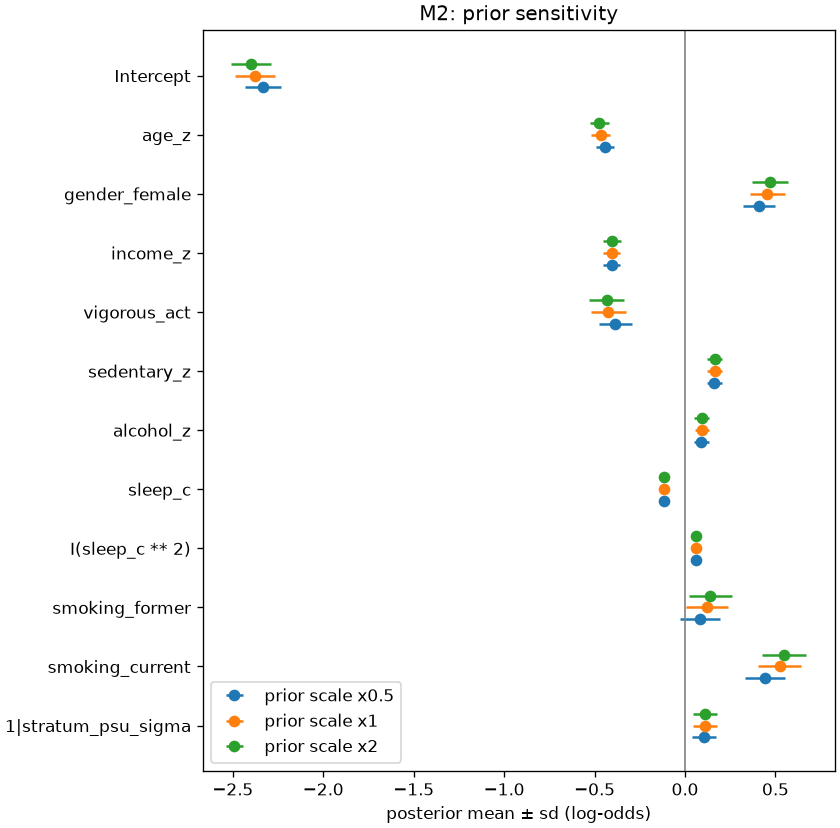 M2: prior sensitivity
Intercept
age_z
gender_female
income_z
vigorous_act
sedentary_z
alcohol_z
sleep_c
I(sleep_c ** 2)
smoking_former
smoking_current
1|stratum_psu_sigma
prior scale x0.5
prior scale x1
prior scale x2
−2.5 −2.0 −1.5 −1.0 −0.5 0.0 0.5
posterior mean ± sd (log-odds)